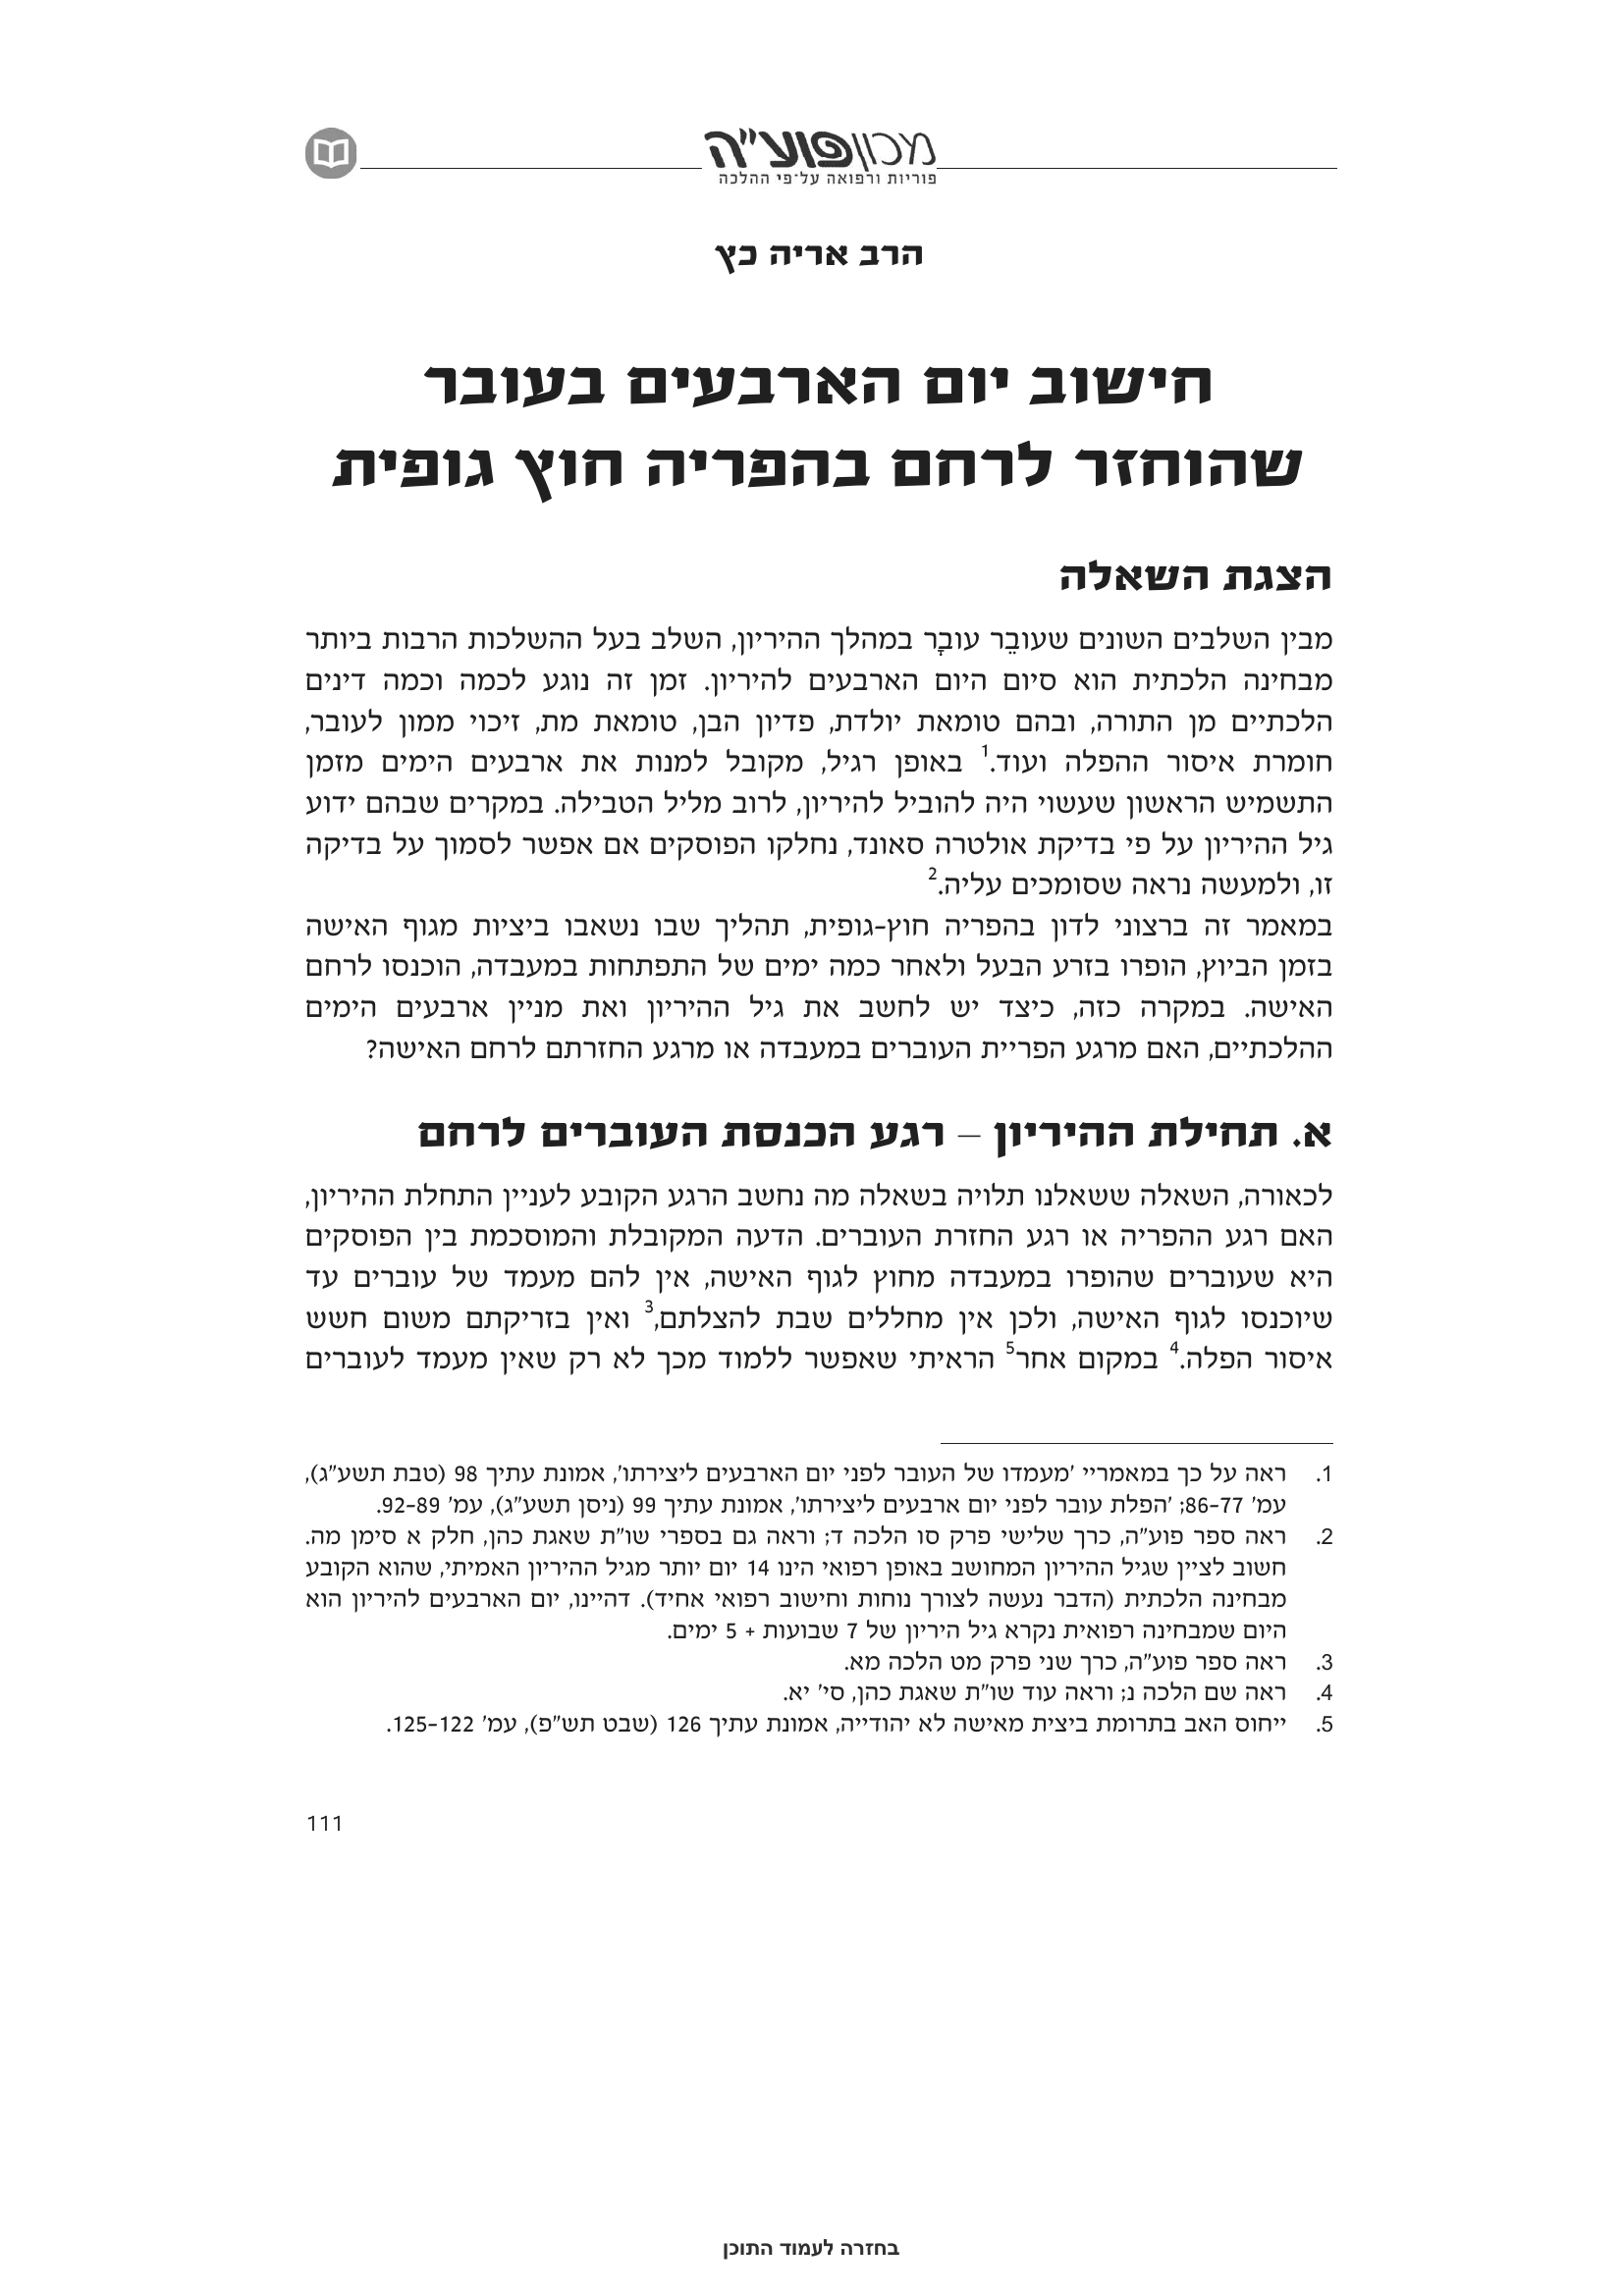 מכון פוע"ה
פוריות ורפואה על-פי ההלכה
הרב אריה כץ
חישוב יום הארבעים בעובר
שהוחזר לרחם בהפריה חוץ גופית
הצגת השאלה
מבין השלבים השונים שעובֵר עובָר במהלך ההיריון, השלב בעל ההשלכות הרבות ביותר
מבחינה הלכתית הוא סיום היום הארבעים להיריון. זמן זה נוגע לכמה וכמה דינים
הלכתיים מן התורה, ובהם טומאת יולדת, פדיון הבן, טומאת מת, זיכוי ממון לעובר,
חומרת איסור ההפלה ועוד.1 באופן רגיל, מקובל למנות את ארבעים הימים מזמן
התשמיש הראשון שעשוי היה להוביל להיריון, לרוב מליל הטבילה. במקרים שבהם ידוע
גיל ההיריון על פי בדיקת אולטרה סאונד, נחלקו הפוסקים אם אפשר לסמוך על בדיקה
זו, ולמעשה נראה שסומכים עליה.2
במאמר זה ברצוני לדון בהפריה חוץ-גופית, תהליך שבו נשאבו ביציות מגוף האישה
בזמן הביוץ, הופרו בזרע הבעל ולאחר כמה ימים של התפתחות במעבדה, הוכנסו לרחם
האישה. במקרה כזה, כיצד יש לחשב את גיל ההיריון ואת מניין ארבעים הימים
ההלכתיים, האם מרגע הפריית העוברים במעבדה או מרגע החזרתם לרחם האישה?
א. תחילת ההיריון – רגע הכנסת העוברים לרחם
לכאורה, השאלה ששאלנו תלויה בשאלה מה נחשב הרגע הקובע לעניין התחלת ההיריון,
האם רגע ההפריה או רגע החזרת העוברים. הדעה המקובלת והמוסכמת בין הפוסקים
היא שעוברים שהופרו במעבדה מחוץ לגוף האישה, אין להם מעמד של עוברים עד
שיוכנסו לגוף האישה, ולכן אין מחללים שבת להצלתם,3 ואין בזריקתם משום חשש
איסור הפלה.4 במקום אחר5 הראיתי שאפשר ללמוד מכך לא רק שאין מעמד לעוברים
1. ראה על כך במאמריי 'מעמדו של העובר לפני יום הארבעים ליצירתו', אמונת עתיך 98 (טבת תשע"ג),
עמ' 86-77; 'הפלת עובר לפני יום ארבעים ליצירתו', אמונת עתיך 99 (ניסן תשע"ג), עמ' 92-89.
2. ראה ספר פוע"ה, כרך שלישי פרק סו הלכה ד; וראה גם בספרי שו"ת שאגת כהן, חלק א סימן מה.
חשוב לציין שגיל ההיריון המחושב באופן רפואי הינו 14 יום יותר מגיל ההיריון האמיתי, שהוא הקובע
מבחינה הלכתית (הדבר נעשה לצורך נוחות וחישוב רפואי אחיד). דהיינו, יום הארבעים להיריון הוא
היום שמבחינה רפואית נקרא גיל היריון של 7 שבועות + 5 ימים.
3. ראה ספר פוע"ה, כרך שני פרק מט הלכה מא.
4. ראה שם הלכה נ; וראה עוד שו"ת שאגת כהן, סי' יא.
5. ייחוס האב בתרומת ביצית מאישה לא יהודייה, אמונת עתיך 126 (שבט תש"פ), עמ' 125-122.
111
בחזרה לעמוד התוכן